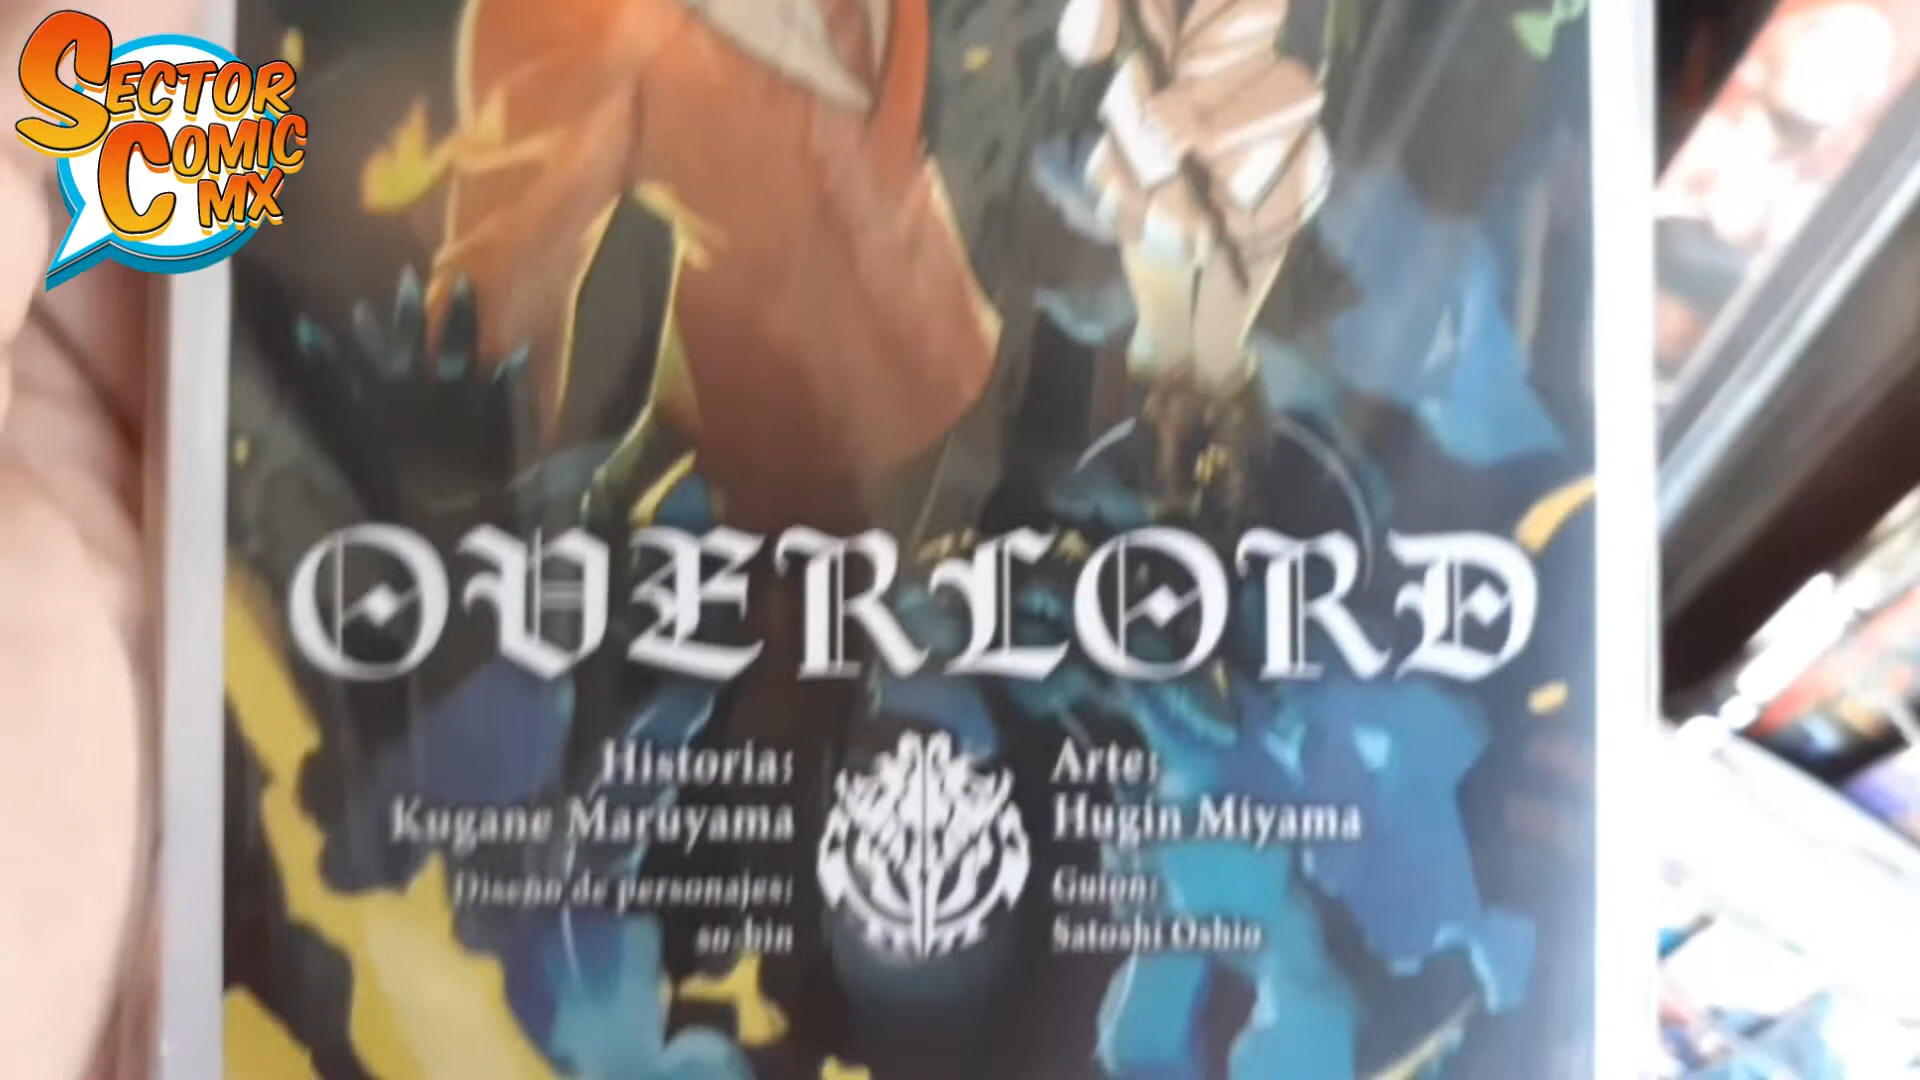 SECTOR
COMIC
MX
OVERLORD
Historia:
Kugane Maruyama
Diseño de personajes:
so-bin
Arte:
Hugin Miyama
Guion:
Satoshi Oshio